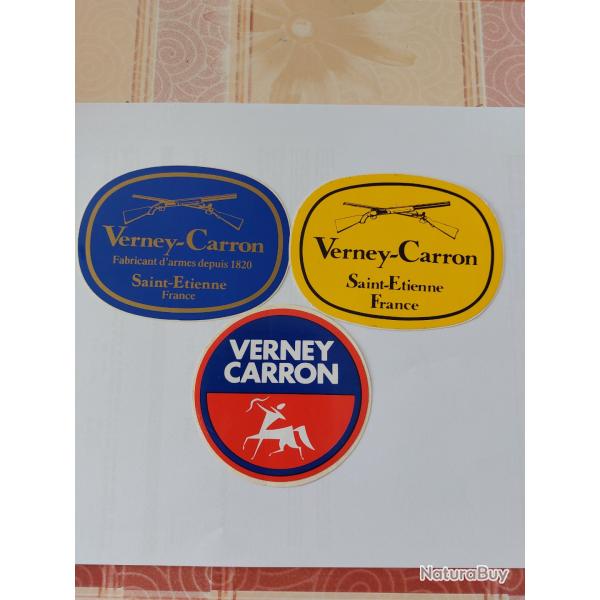 Verney-Carron
Fabricant d'armes depuis 1820
Saint-Etienne
France
Verney-Carron
Saint-Etienne
France
VERNEY
CARRON
NaturaBuy